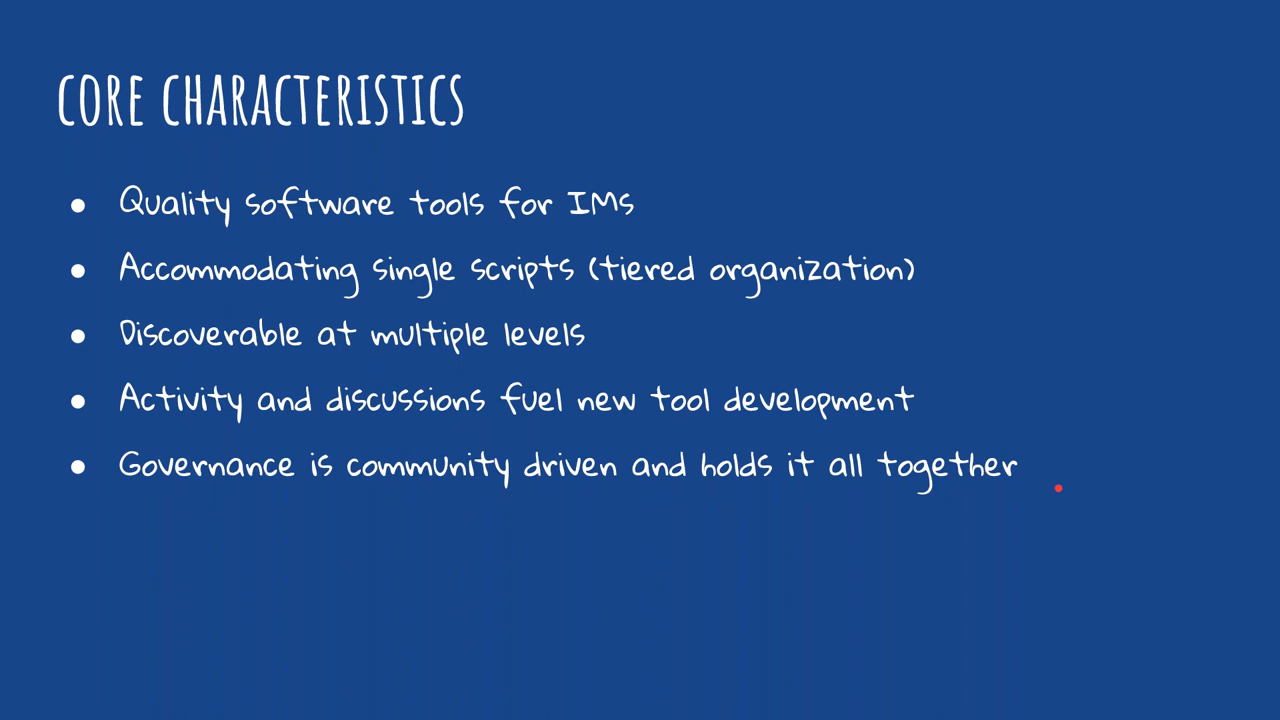 CORE CHARACTERISTICS
● Quality software tools for IMs
● Accommodating single scripts (tiered organization)
● Discoverable at multiple levels
● Activity and discussions fuel new tool development
● Governance is community driven and holds it all together